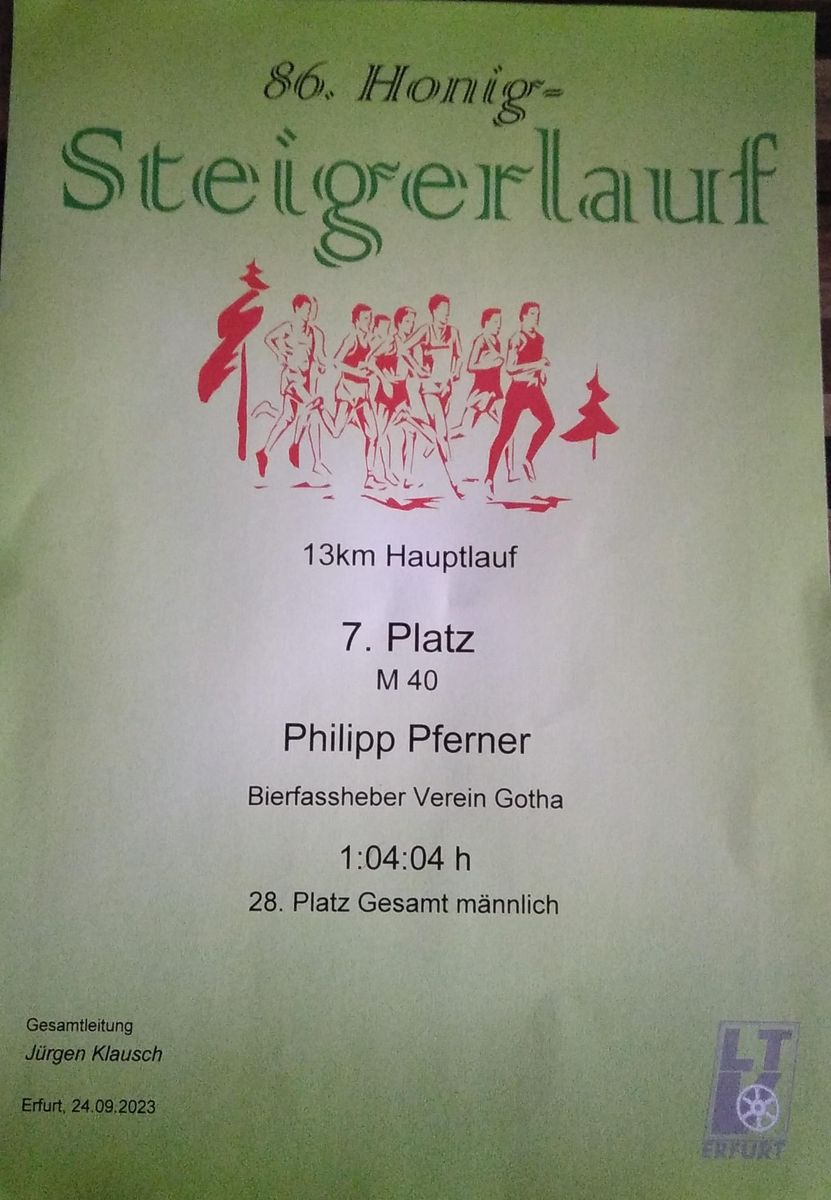 86. Honig-
Steigerlauf
13km Hauptlauf
7. Platz
M 40
Philipp Pferner
Bierfassheber Verein Gotha
1:04:04 h
28. Platz Gesamt männlich
Gesamtleitung
Jürgen Klausch
Erfurt, 24.09.2023
LT
V
ERFURT